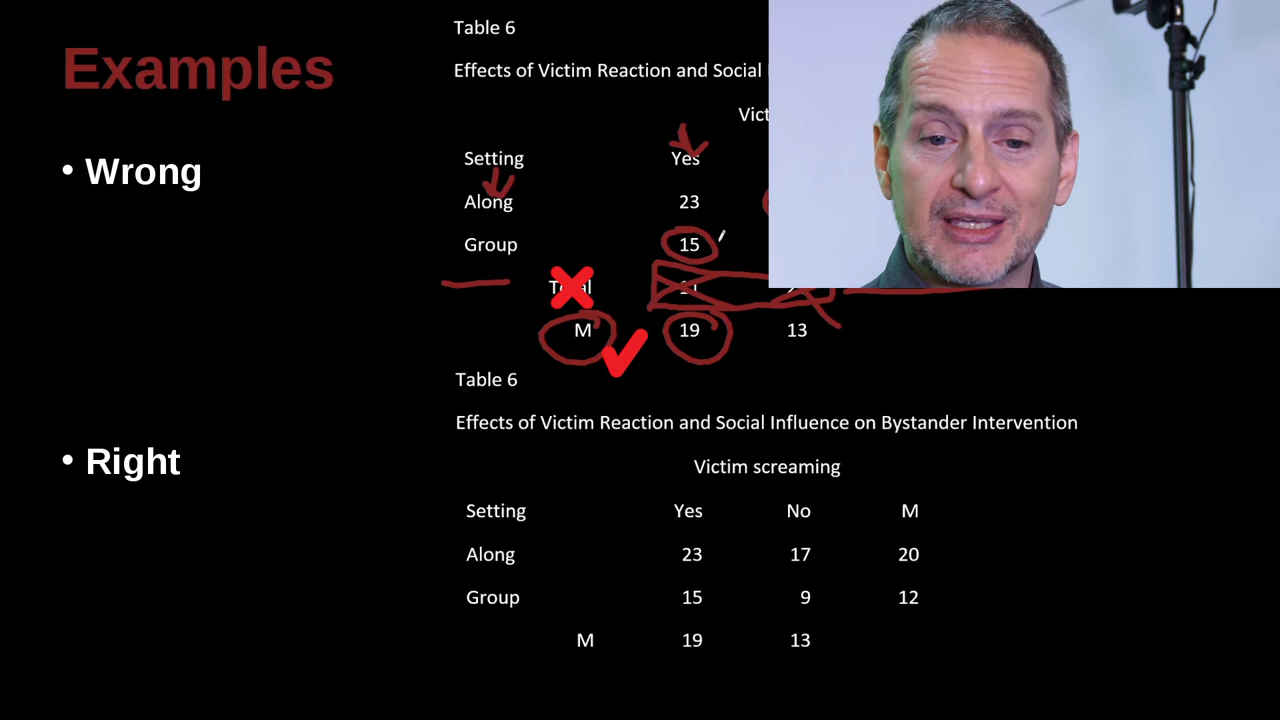 Examples
• Wrong
Table 6
Effects of Victim Reaction and Social
Setting Yes
Along 23
Group 15
M 19 13
• Right
Table 6
Effects of Victim Reaction and Social Influence on Bystander Intervention
Victim screaming
Setting Yes No M
Along 23 17 20
Group 15 9 12
M 19 13